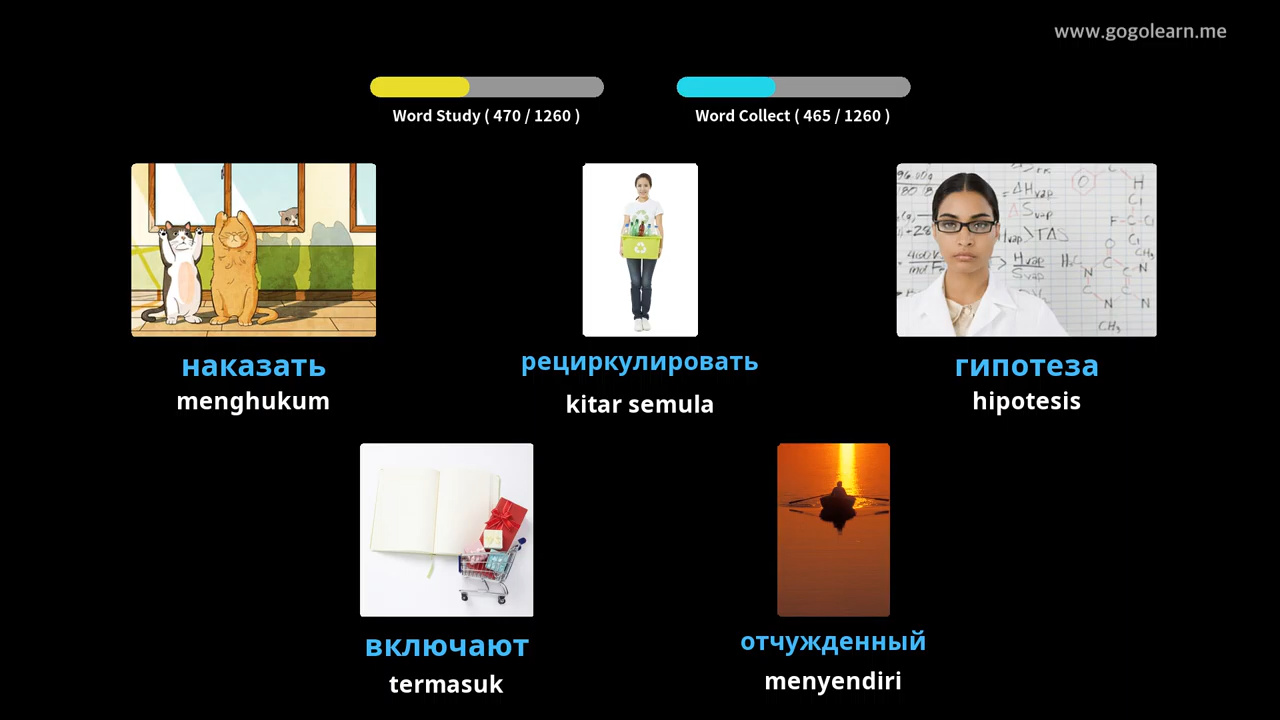 www.gogolearn.me
Word Study ( 470 / 1260 )
Word Collect ( 465 / 1260 )
наказать
menghukum
рециркулировать
kitar semula
гипотеза
hipotesis
включают
termasuk
отчужденный
menyendiri